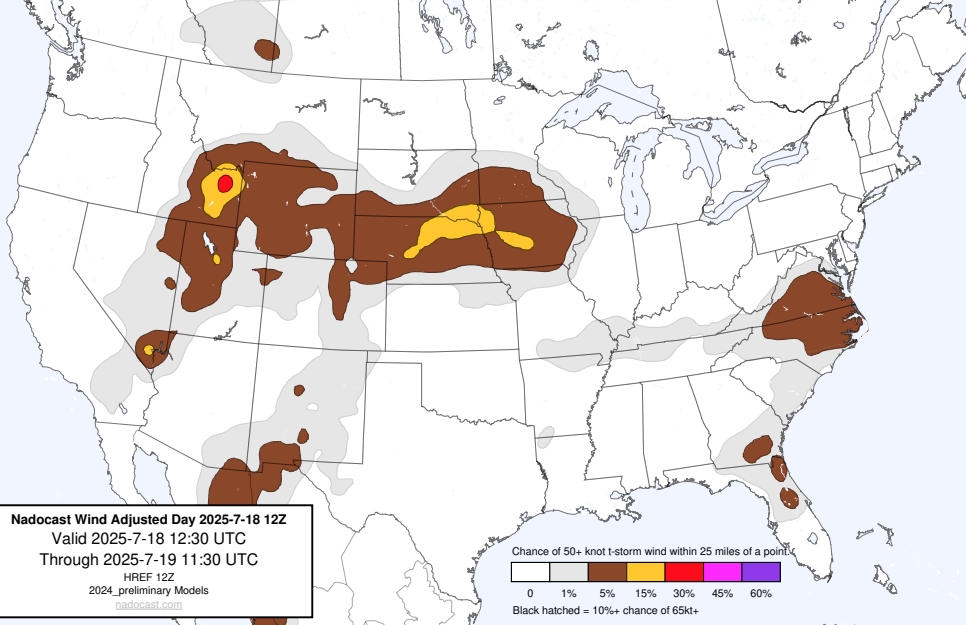 Nadocast Wind Adjusted Day 2025-7-18 12Z
Valid 2025-7-18 12:30 UTC
Through 2025-7-19 11:30 UTC
HREF 12Z
2024_preliminary Models
nadocast.com
Chance of 50+ knot t-storm wind within 25 miles of a point.
0 1% 5% 15% 30% 45% 60%
Black hatched = 10%+ chance of 65kt+